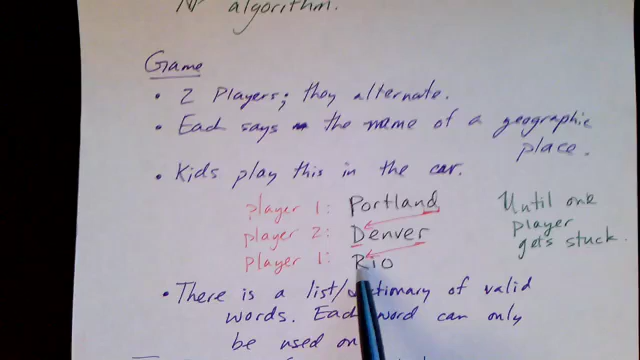 NP algorithm.
Game
• 2 Players; they alternate.
• Each says the name of a geographic
place.
• Kids play this in the car.
player 1: Portland
player 2: Denver
player 1: Rio
Until one
player
gets stuck.
• There is a list/dictionary of valid
words. Each word can only
be used